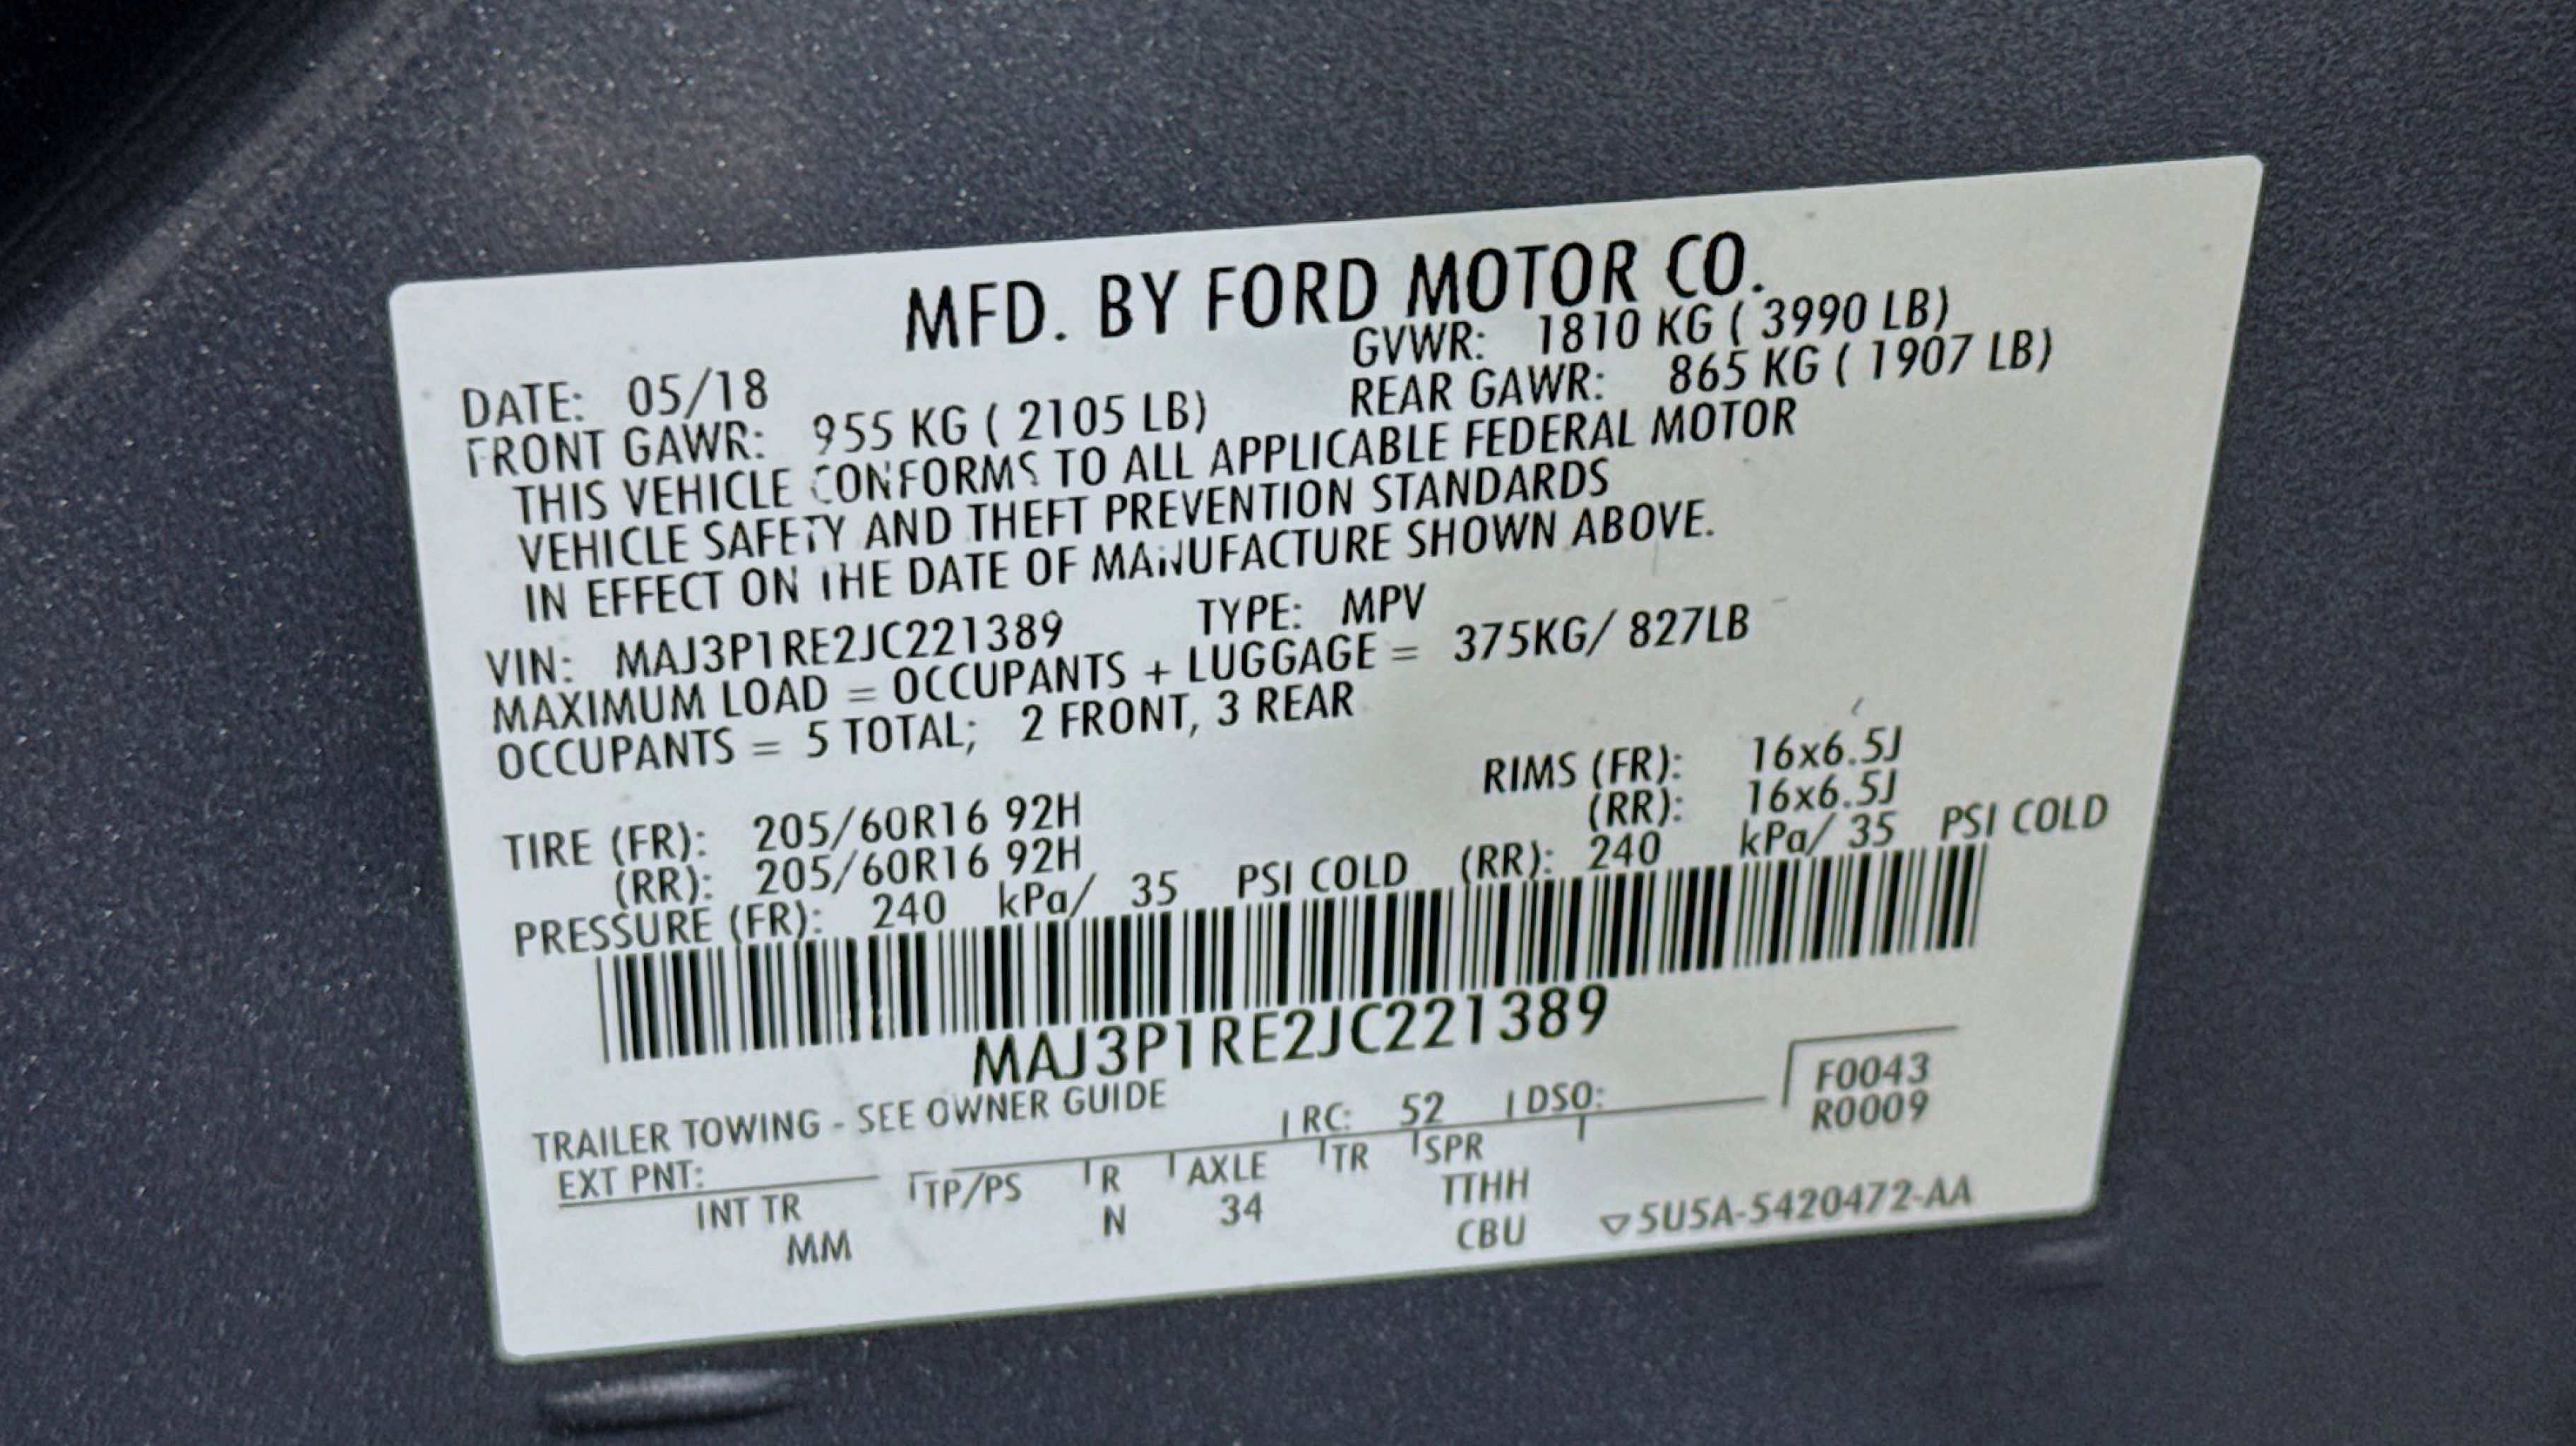 MFD. BY FORD MOTOR CO.
DATE: 05/18 GVWR: 1810 KG ( 3990 LB)
FRONT GAWR: 955 KG ( 2105 LB) REAR GAWR: 865 KG ( 1907 LB)
THIS VEHICLE CONFORMS TO ALL APPLICABLE FEDERAL MOTOR
VEHICLE SAFETY AND THEFT PREVENTION STANDARDS
IN EFFECT ON THE DATE OF MANUFACTURE SHOWN ABOVE.
VIN: MAJ3P1RE2JC221389 TYPE: MPV
MAXIMUM LOAD = OCCUPANTS + LUGGAGE = 375KG/ 827LB
OCCUPANTS = 5 TOTAL; 2 FRONT, 3 REAR
TIRE (FR): 205/60R16 92H RIMS (FR): 16x6.5J
(RR): 205/60R16 92H (RR): 16x6.5J
PRESSURE (FR): 240 kPa/ 35 PSI COLD (RR): 240 kPa/ 35 PSI COLD
MAJ3P1RE2JC221389
TRAILER TOWING - SEE OWNER GUIDE
EXT PNT: RC: 52 DSO: F0043
R0009
INT TR TP/PS R AXLE TR SPR
MM N 34 TTHH
CBU ▽5U5A-5420472-AA